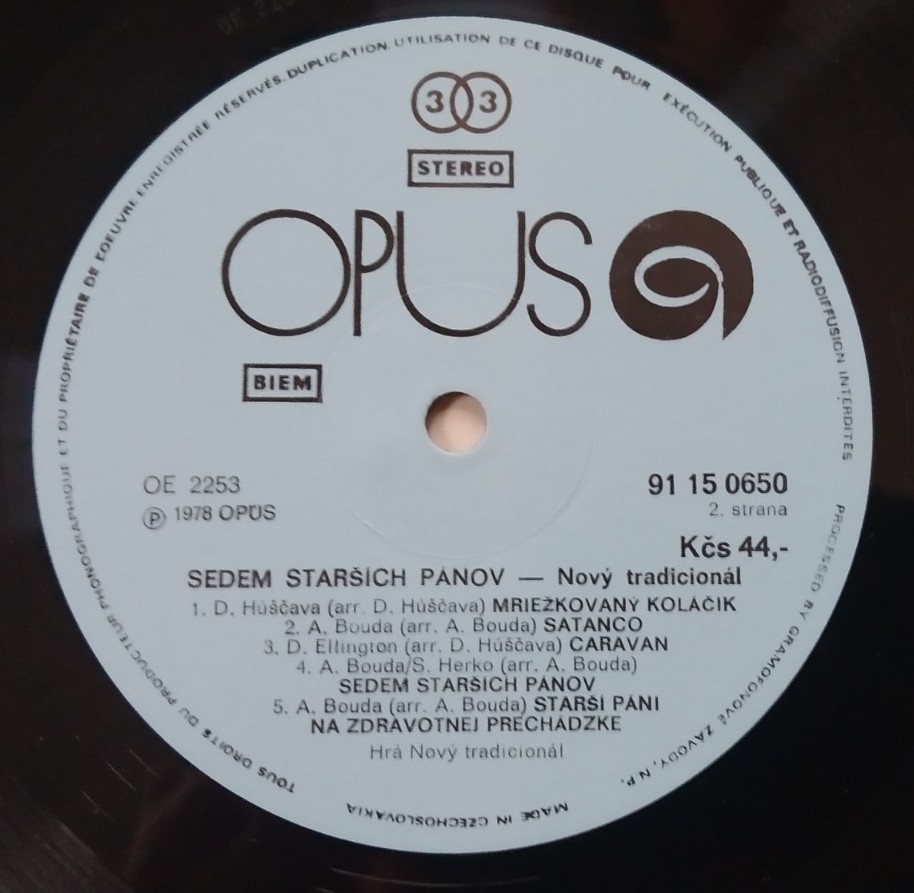 TOUS DROITS DU PRODUCTEUR PHONOGRAPHIQUE ET DU PROPRIÉTAIRE DE L'OEUVRE ENREGISTRÉE RÉSERVÉS. DUPLICATION, UTILISATION DE CE DISQUE POUR EXÉCUTION PUBLIQUE ET RADIODIFFUSION INTERDITES
33
STEREO
OPUS
BIEM
OE 2253
℗ 1978 OPUS
91 15 0650
2. strana
Kčs 44,-
SEDEM STARŠÍCH PÁNOV — Nový tradicionál
1. D. Húščava (arr. D. Húščava) MRIEŽKOVANÝ KOLÁČIK
2. A. Bouda (arr. A. Bouda) SATANCO
3. D. Ellington (arr. D. Húščava) CARAVAN
4. A. Bouda/S. Herko (arr. A. Bouda)
SEDEM STARŠÍCH PÁNOV
5. A. Bouda (arr. A. Bouda) STARŠÍ PÁNI
NA ZDRAVOTNEJ PRECHÁDZKE
Hrá Nový tradicionál
PROCESSED BY GRAMOFONOVÉ ZÁVODY, N.P.
MADE IN CZECHOSLOVAKIA